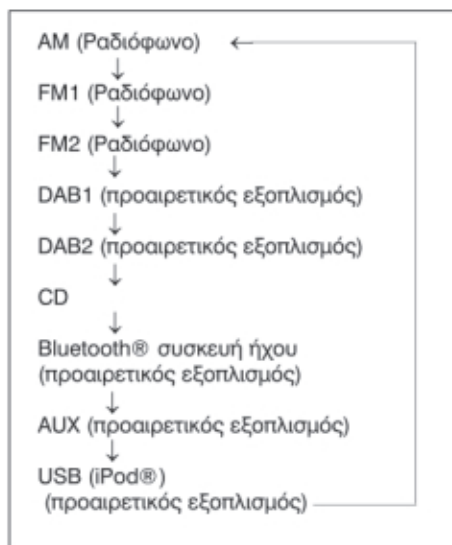 AM (Ραδιόφωνο)
FM1 (Ραδιόφωνο)
FM2 (Ραδιόφωνο)
DAB1 (προαιρετικός εξοπλισμός)
DAB2 (προαιρετικός εξοπλισμός)
CD
Bluetooth® συσκευή ήχου
(προαιρετικός εξοπλισμός)
AUX (προαιρετικός εξοπλισμός)
USB (iPod®)
(προαιρετικός εξοπλισμός)